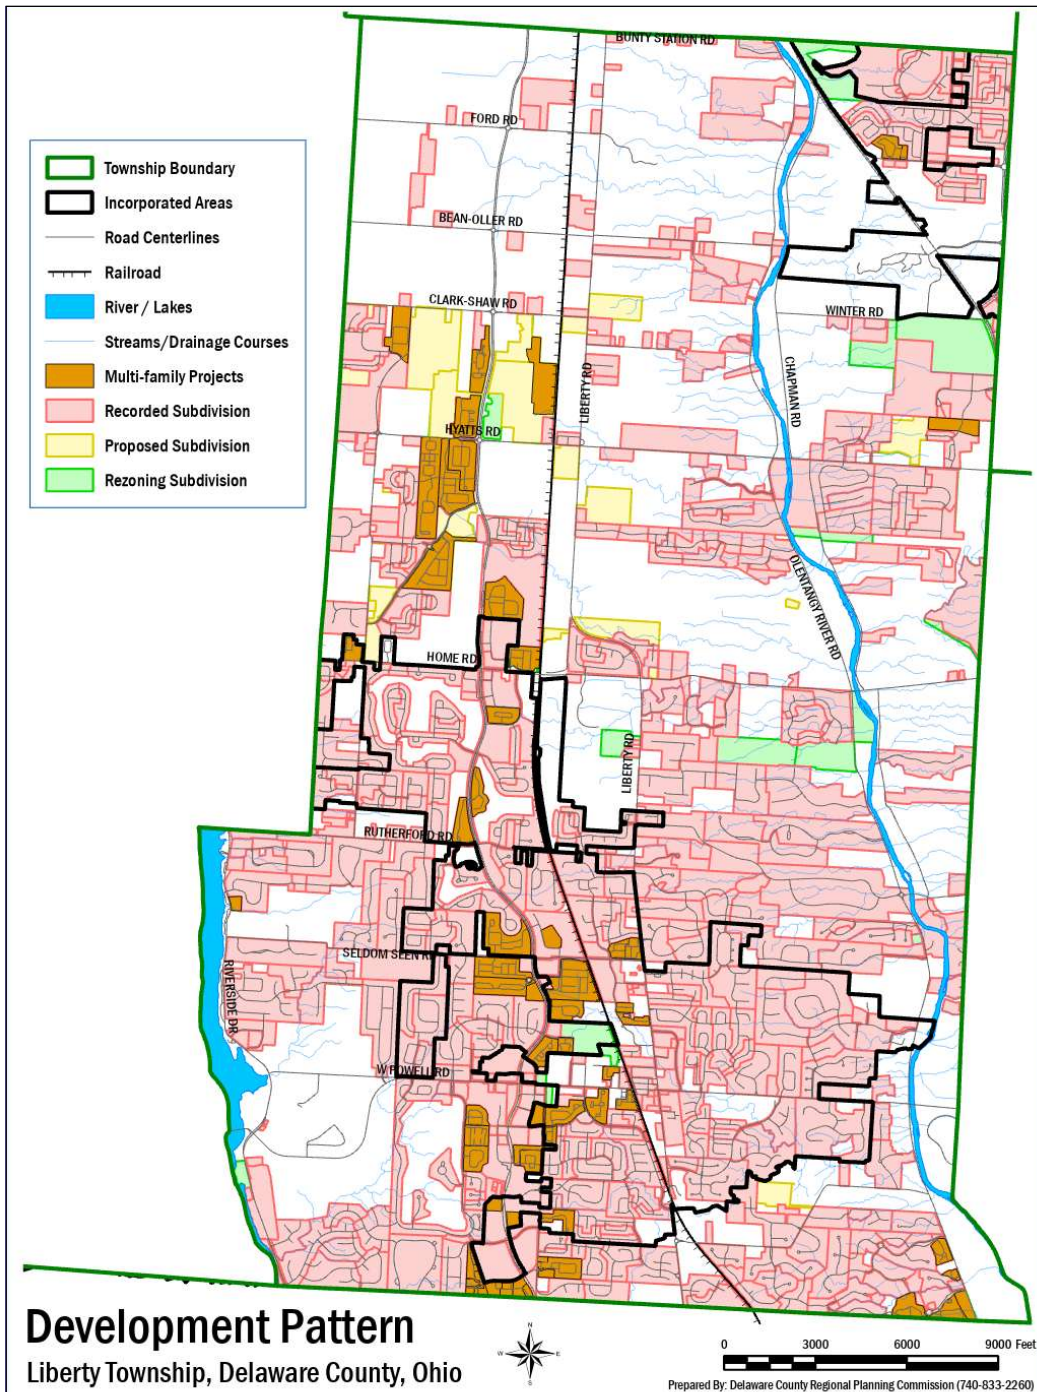 BUNTY STATION RD
FORD RD
BEAN-OLLER RD
CLARK-SHAW RD
WINTER RD
LIBERTY RD
CHAPMAN RD
HYATTS RD
OLENTANGY RIVER RD
HOME RD
LIBERTY RD
RUTHERFORD RD
SELDOM SEEN RD
RIVERSIDE DR
W POWELL RD
Township Boundary
Incorporated Areas
Road Centerlines
Railroad
River / Lakes
Streams/Drainage Courses
Multi-family Projects
Recorded Subdivision
Proposed Subdivision
Rezoning Subdivision
Development Pattern
Liberty Township, Delaware County, Ohio
N
W
E
S
0 3000 6000 9000 Feet
Prepared By: Delaware County Regional Planning Commission (740-833-2260)